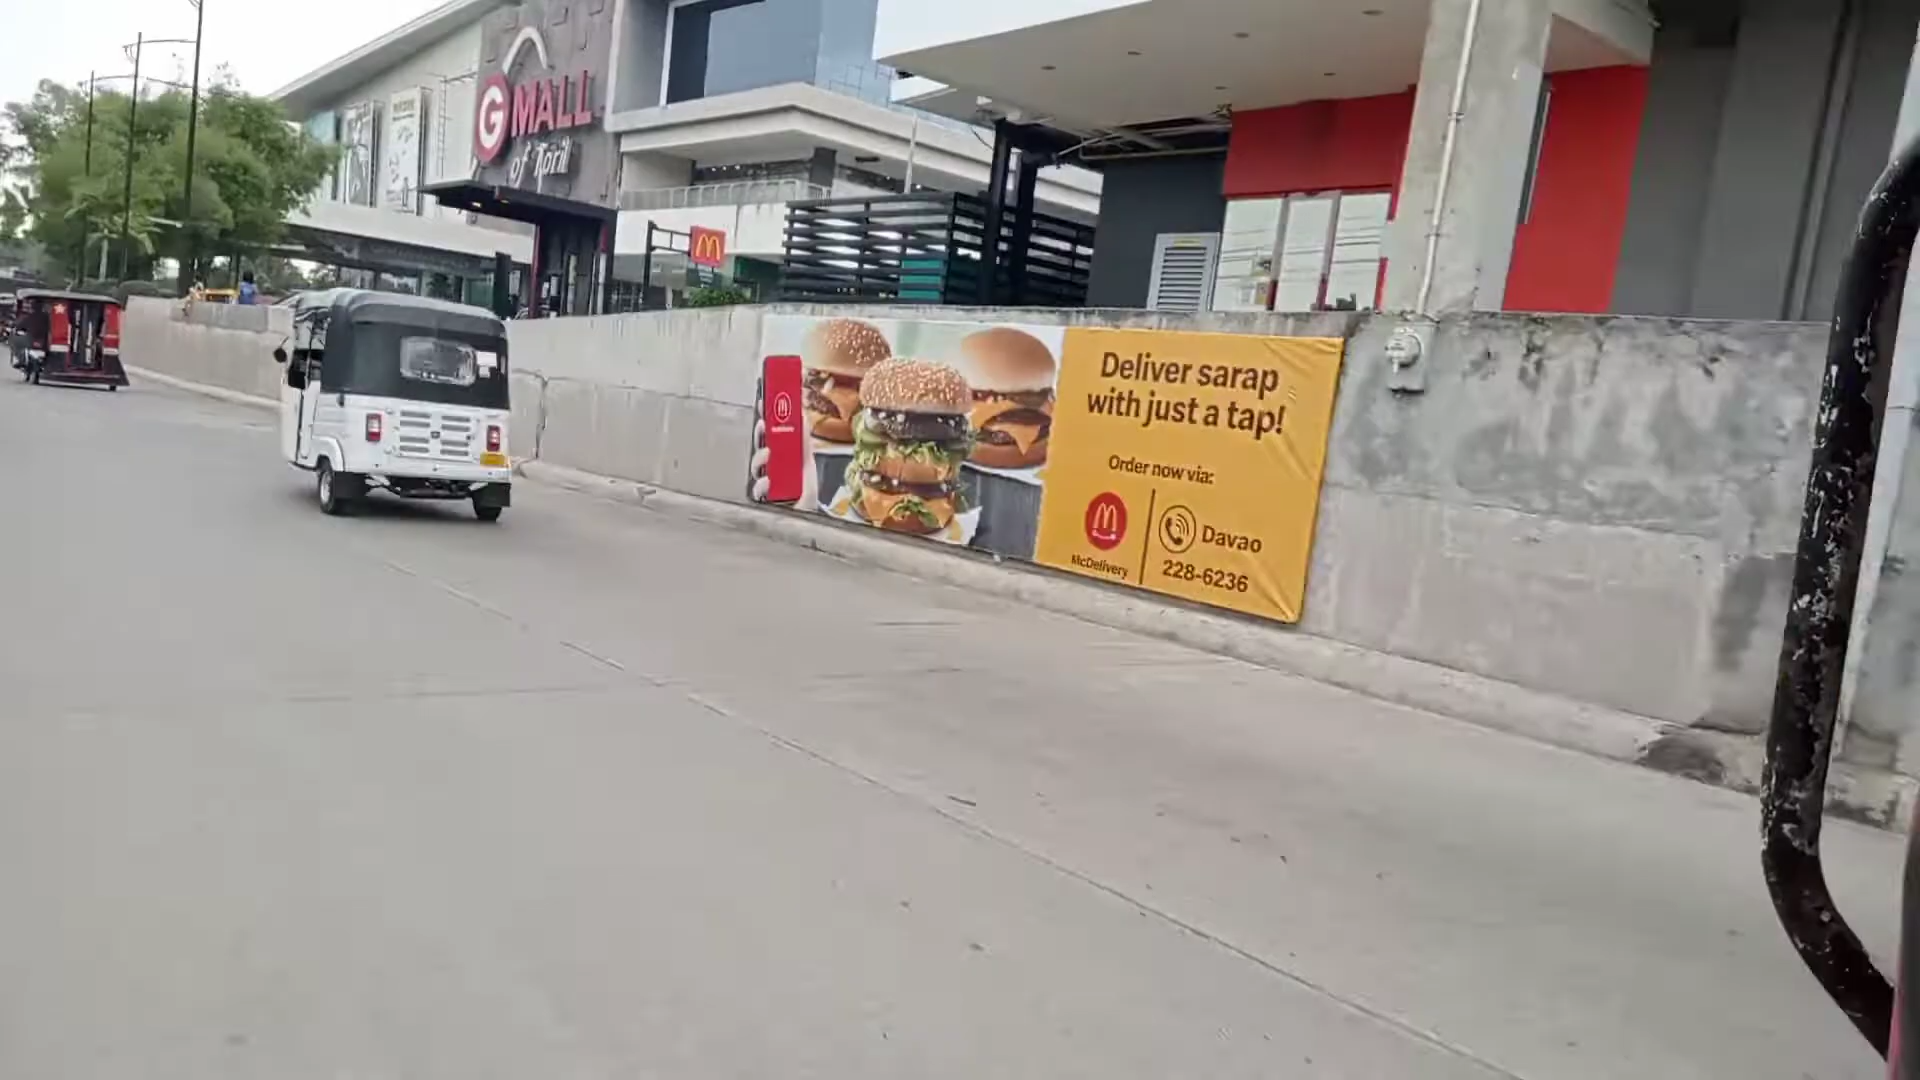 G MALL
of Toril
Deliver sarap
with just a tap!
Order now via:
McDelivery
Davao
228-6236